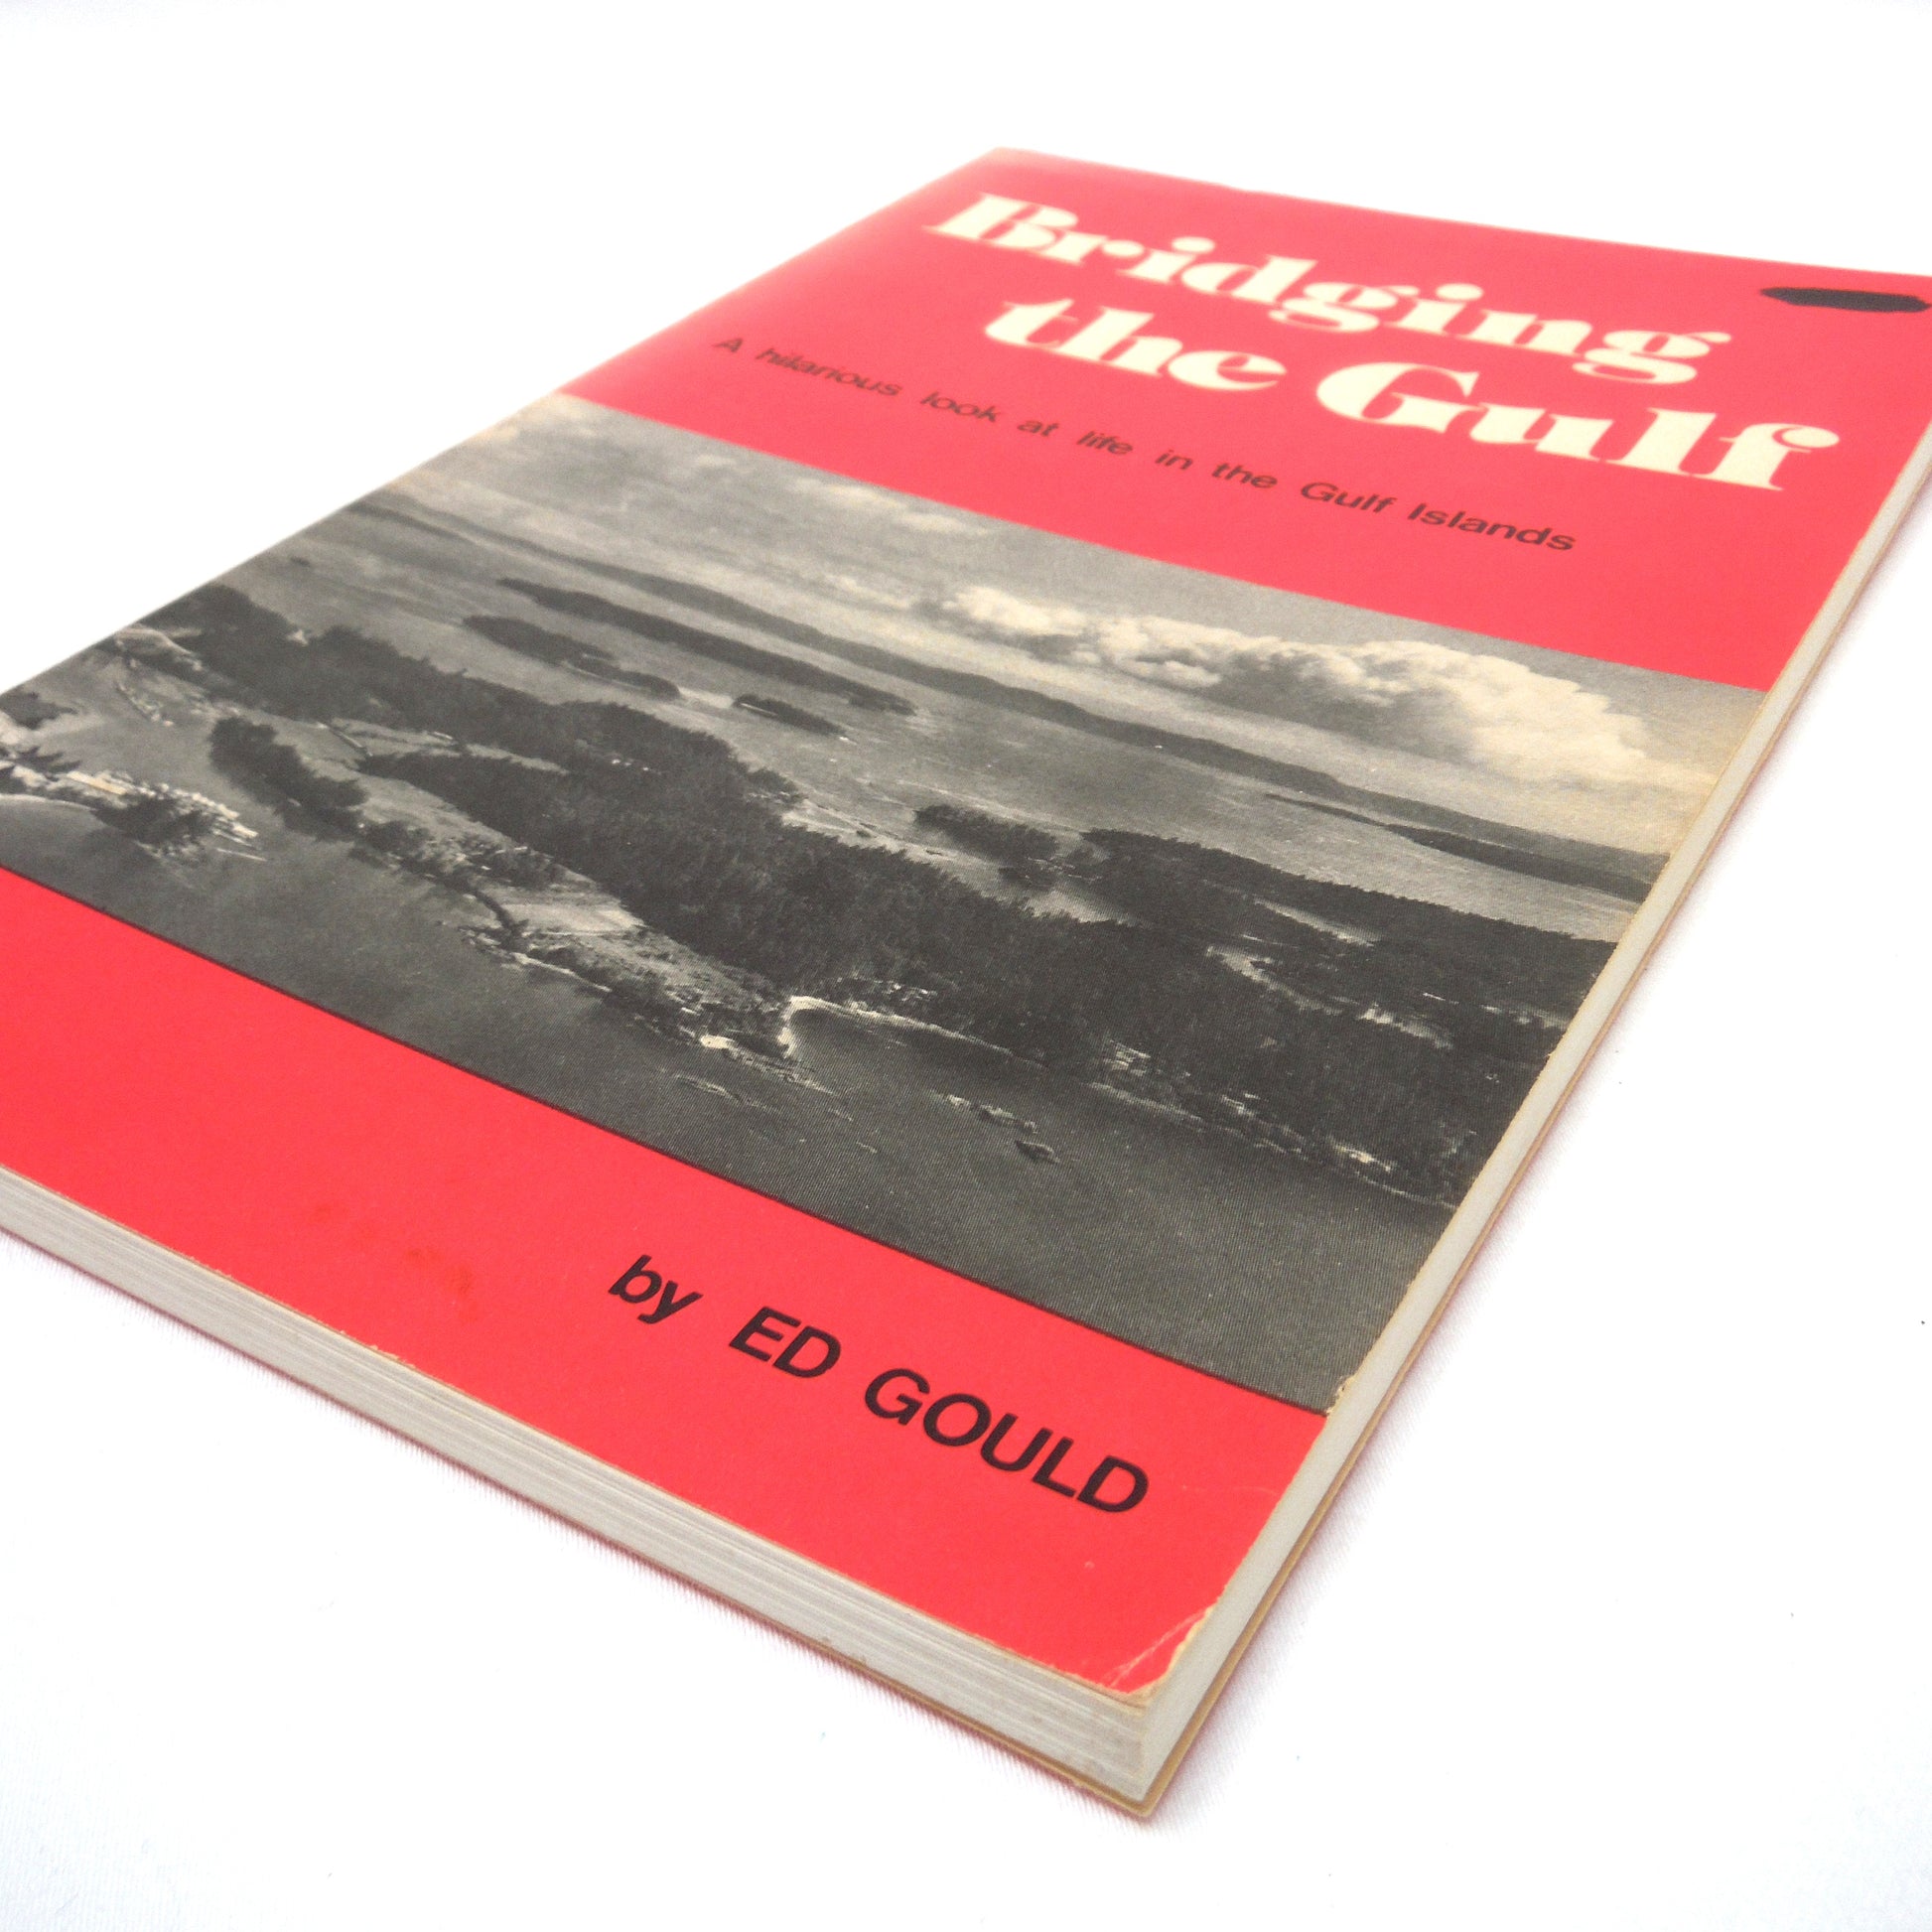 Bridging
the Gulf
A hilarious look at life in the Gulf Islands
by ED GOULD